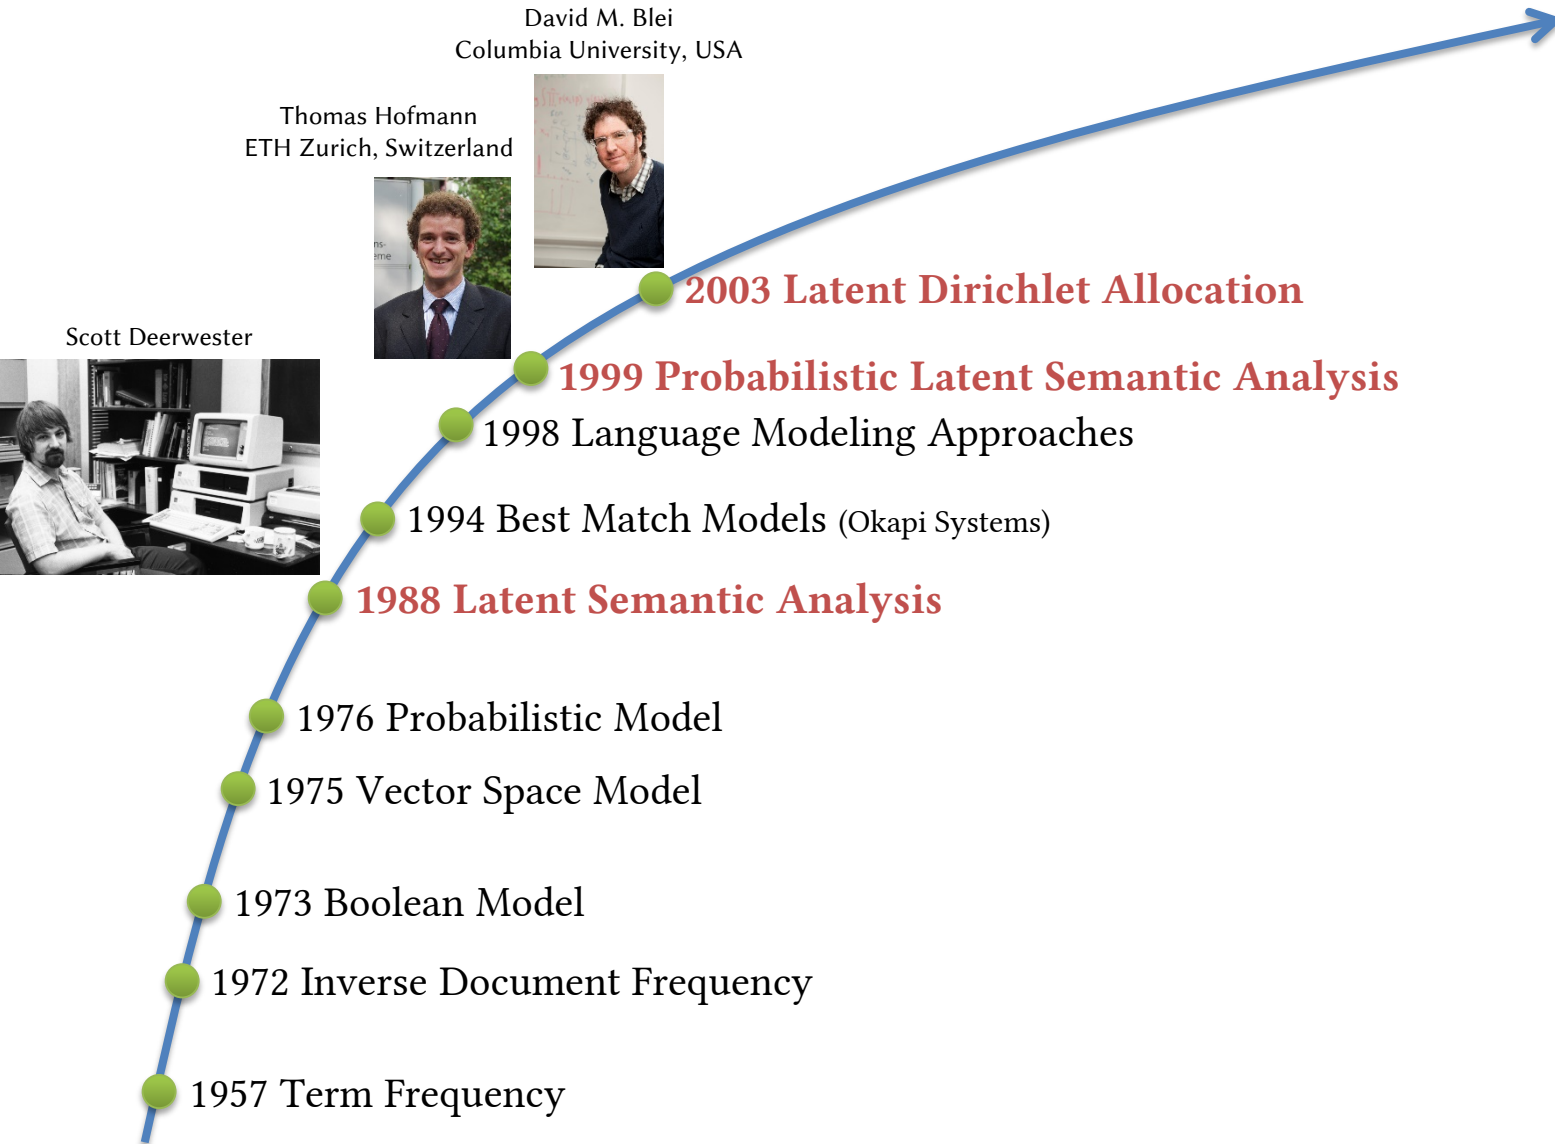 David M. Blei
Columbia University, USA
Thomas Hofmann
ETH Zurich, Switzerland
Scott Deerwester
2003 Latent Dirichlet Allocation
1999 Probabilistic Latent Semantic Analysis
1998 Language Modeling Approaches
1994 Best Match Models (Okapi Systems)
1988 Latent Semantic Analysis
1976 Probabilistic Model
1975 Vector Space Model
1973 Boolean Model
1972 Inverse Document Frequency
1957 Term Frequency